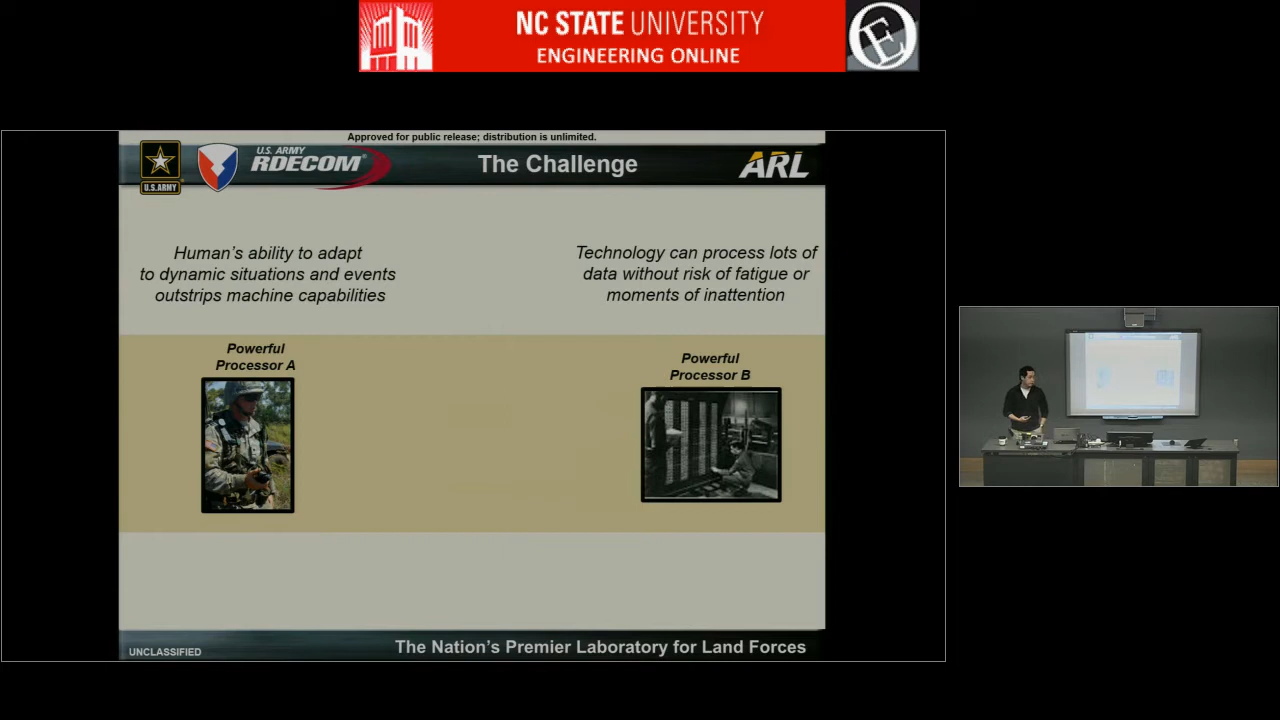 NC STATE UNIVERSITY
ENGINEERING ONLINE
Approved for public release; distribution is unlimited.
U.S.ARMY
U.S. ARMY
RDECOM®
The Challenge
ARL
Human's ability to adapt
to dynamic situations and events
outstrips machine capabilities
Technology can process lots of
data without risk of fatigue or
moments of inattention
Powerful
Processor A
Powerful
Processor B
UNCLASSIFIED
The Nation's Premier Laboratory for Land Forces